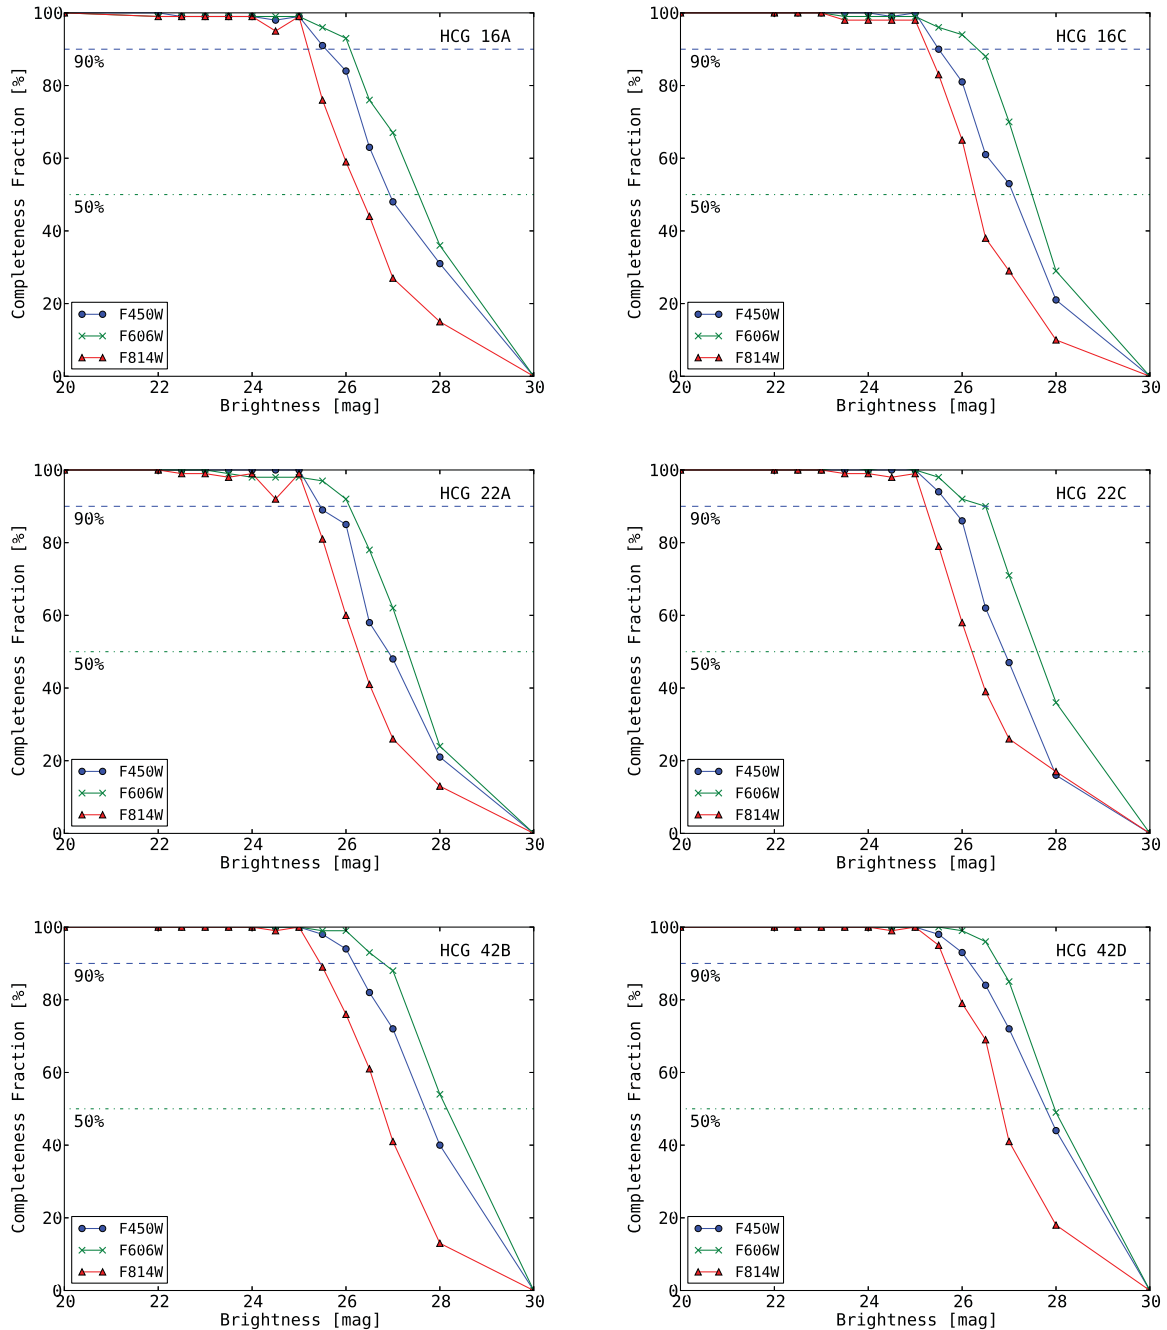 HCG 16A
90%
50%
100
80
60
40
20
0
Completeness Fraction [%]
F450W
F606W
F814W
20 22 24 26 28 30
Brightness [mag]
HCG 16C
90%
50%
100
80
60
40
20
0
Completeness Fraction [%]
F450W
F606W
F814W
20 22 24 26 28 30
Brightness [mag]
HCG 22A
90%
50%
100
80
60
40
20
0
Completeness Fraction [%]
F450W
F606W
F814W
20 22 24 26 28 30
Brightness [mag]
HCG 22C
90%
50%
100
80
60
40
20
0
Completeness Fraction [%]
F450W
F606W
F814W
20 22 24 26 28 30
Brightness [mag]
HCG 42B
90%
50%
100
80
60
40
20
0
Completeness Fraction [%]
F450W
F606W
F814W
20 22 24 26 28 30
Brightness [mag]
HCG 42D
90%
50%
100
80
60
40
20
0
Completeness Fraction [%]
F450W
F606W
F814W
20 22 24 26 28 30
Brightness [mag]